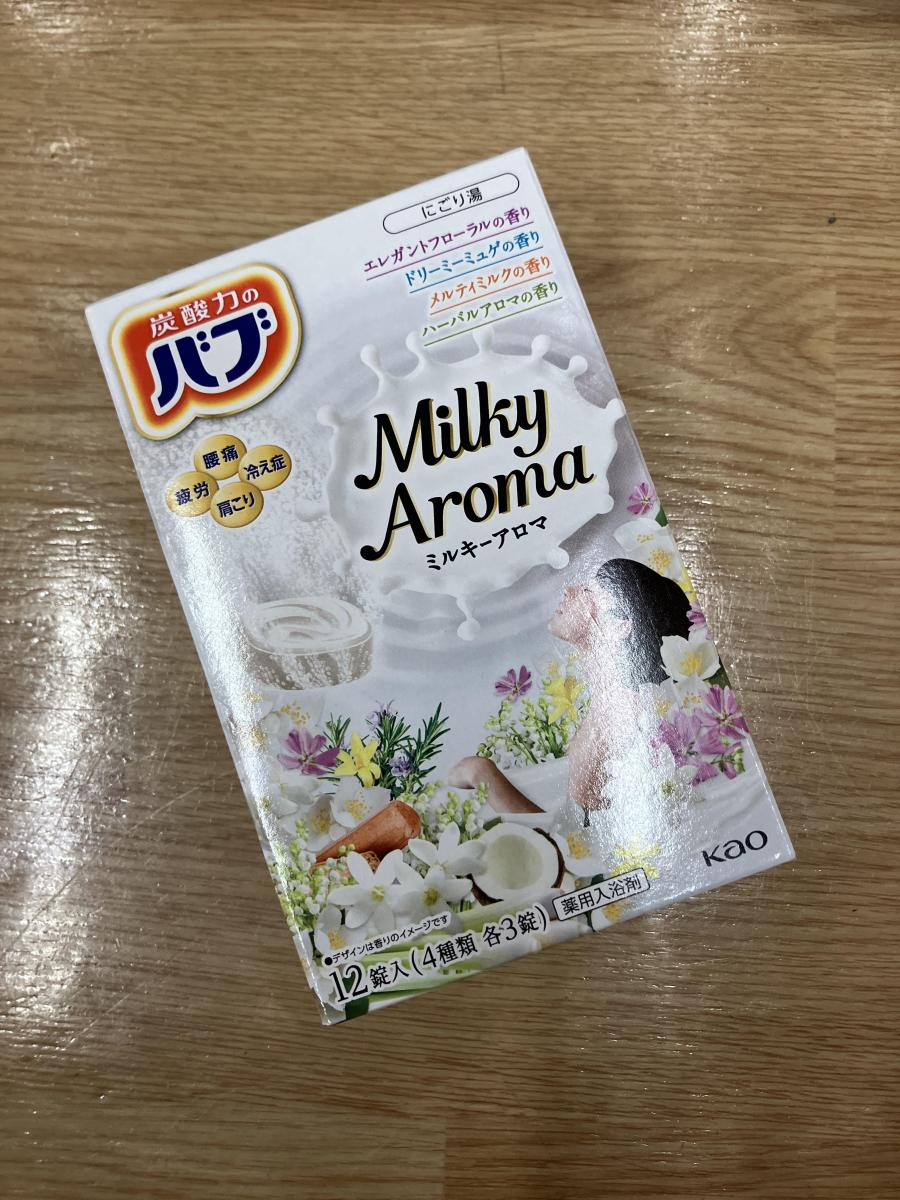 にごり湯
エレガントフローラルの香り
ドリーミーミュゲの香り
メルティミルクの香り
ハーバルアロマの香り
炭酸力の
バブ
腰痛
冷え症
疲労
肩こり
Milky
Aroma
ミルキーアロマ
Kao
薬用入浴剤
●デザインは香りのイメージです
12錠入(4種類 各3錠)